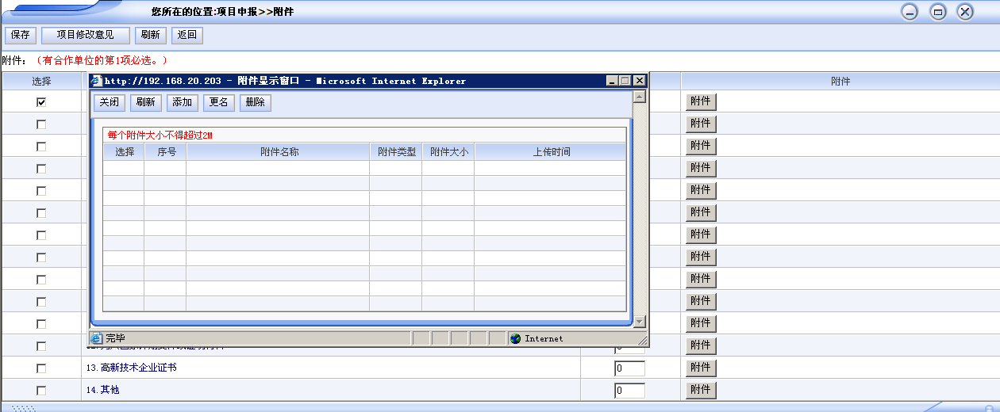 您所在的位置:项目申报>>附件
保存 项目修改意见 刷新 返回
附件：（有合作单位的第1项必选。）
选择 附件
http://192.168.20.203 - 附件显示窗口 - Microsoft Internet Explorer
关闭 刷新 添加 更名 删除
每个附件大小不得超过2M
选择 序号 附件名称 附件类型 附件大小 上传时间
附件
附件
附件
附件
附件
附件
附件
附件
附件
附件
附件
完毕 Internet
附件
13.高新技术企业证书 0 附件
14.其他 0 附件